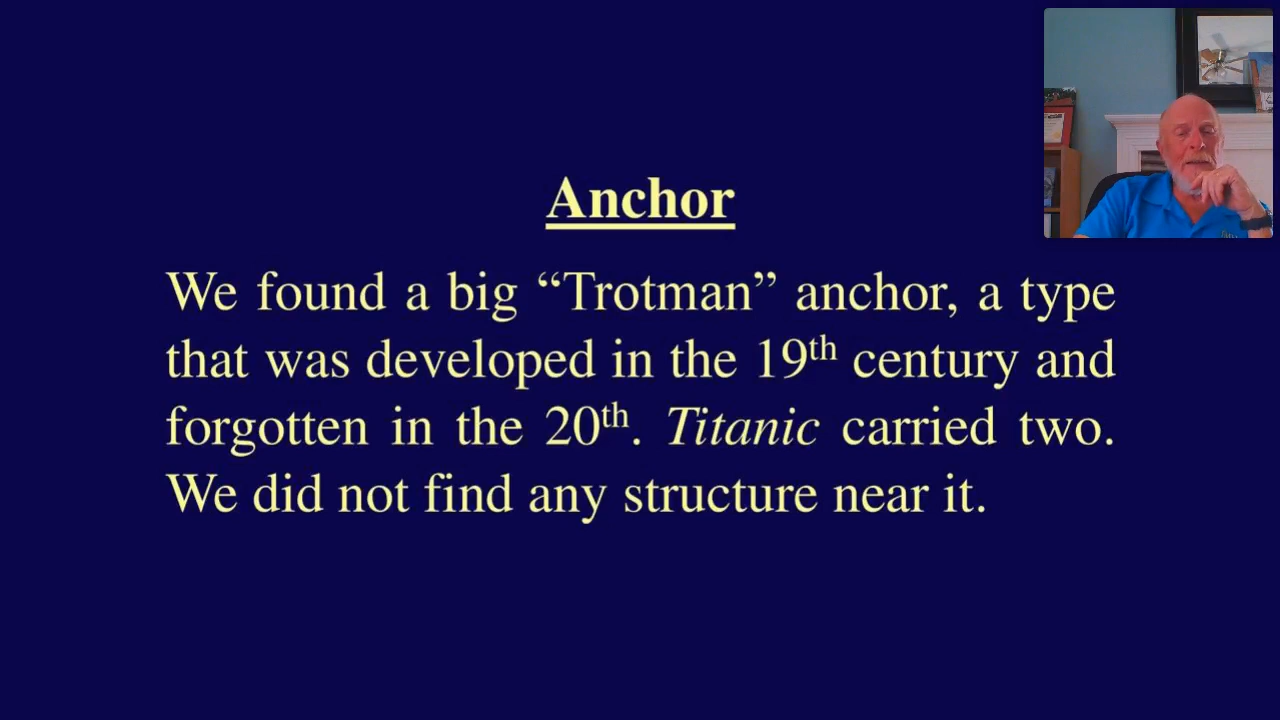 Anchor
We found a big “Trotman” anchor, a type
that was developed in the 19th century and
forgotten in the 20th. Titanic carried two.
We did not find any structure near it.